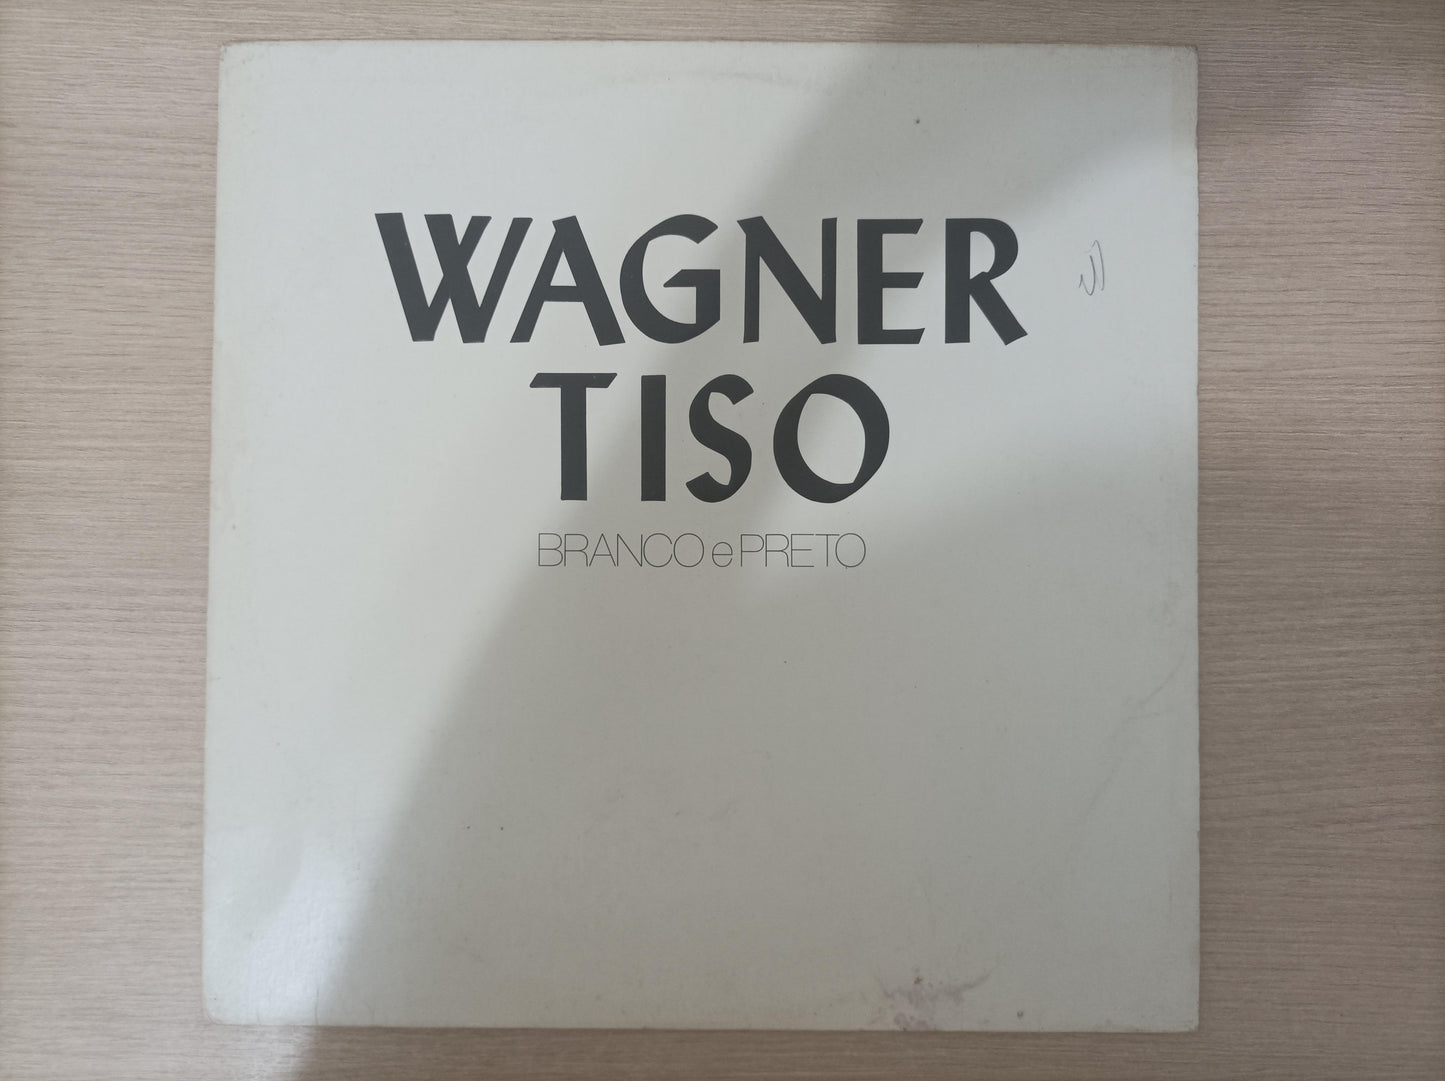 WAGNER
TISO
BRANCO e PRETO